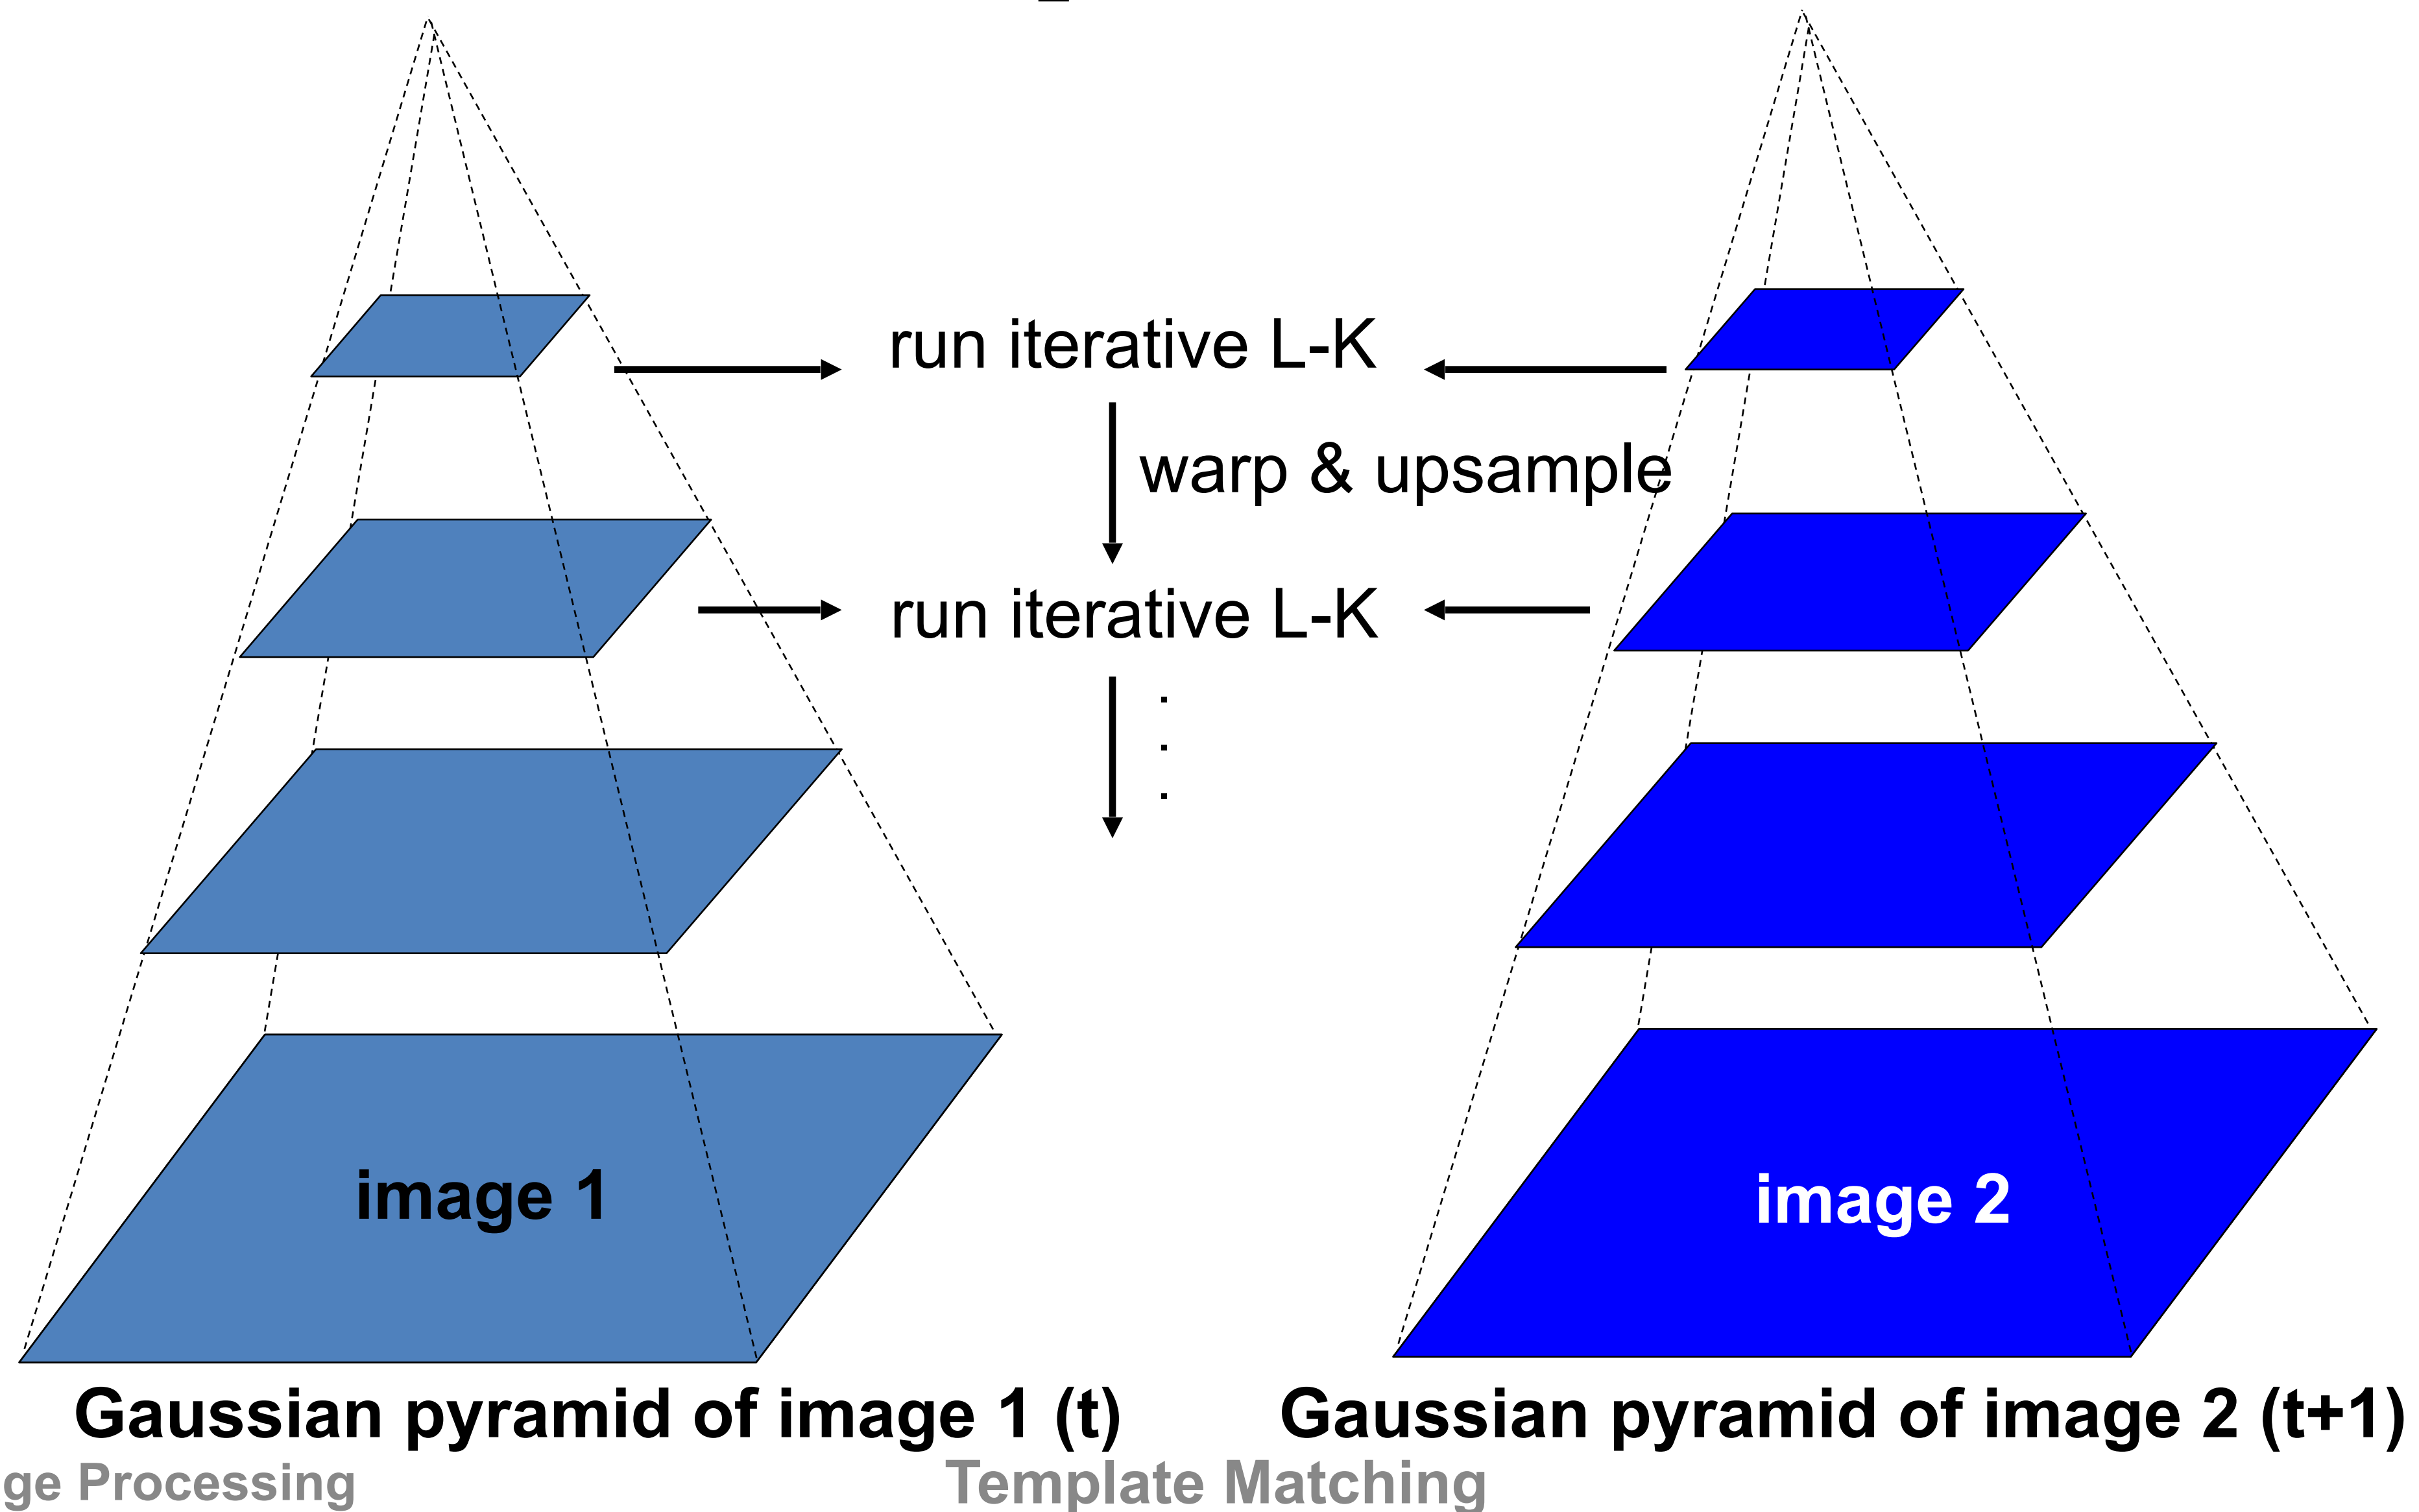 run iterative L-K
warp & upsample
run iterative L-K
.
.
.
image 1
image 2
Gaussian pyramid of image 1 (t)
Gaussian pyramid of image 2 (t+1)
ge Processing
Template Matching